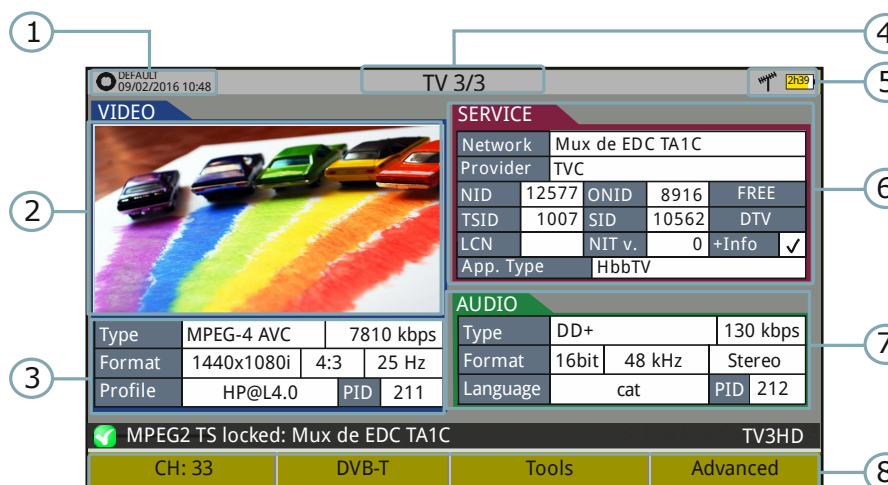 1
4
DEFAULT
09/02/2016 10:48
TV 3/3
2h39
5
VIDEO
2
SERVICE
Network Mux de EDC TA1C
Provider TVC
NID 12577 ONID 8916 FREE
TSID 1007 SID 10562 DTV
LCN NIT v. 0 +Info ✓
App. Type HbbTV
6
3
Type MPEG-4 AVC 7810 kbps
Format 1440x1080i 4:3 25 Hz
Profile HP@L4.0 PID 211
AUDIO
Type DD+ 130 kbps
Format 16bit 48 kHz Stereo
Language cat PID 212
7
MPEG2 TS locked: Mux de EDC TA1C TV3HD
CH: 33 DVB-T Tools Advanced
8